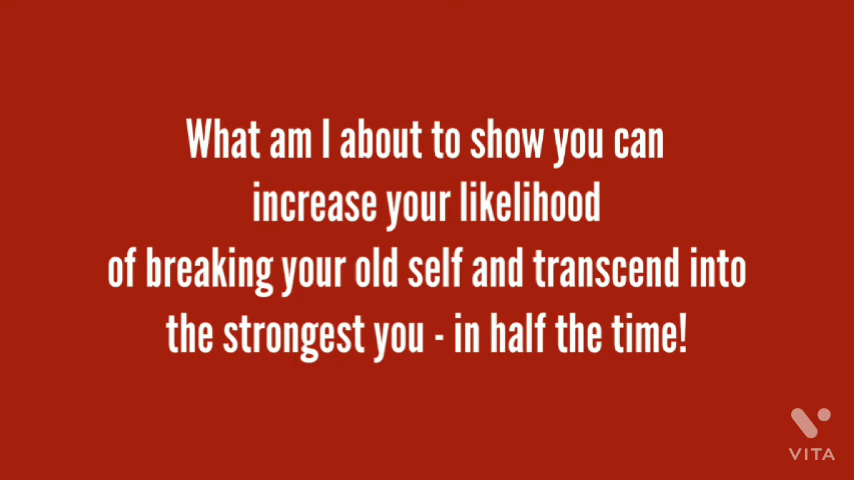 What am I about to show you can
increase your likelihood
of breaking your old self and transcend into
the strongest you - in half the time!
VITA